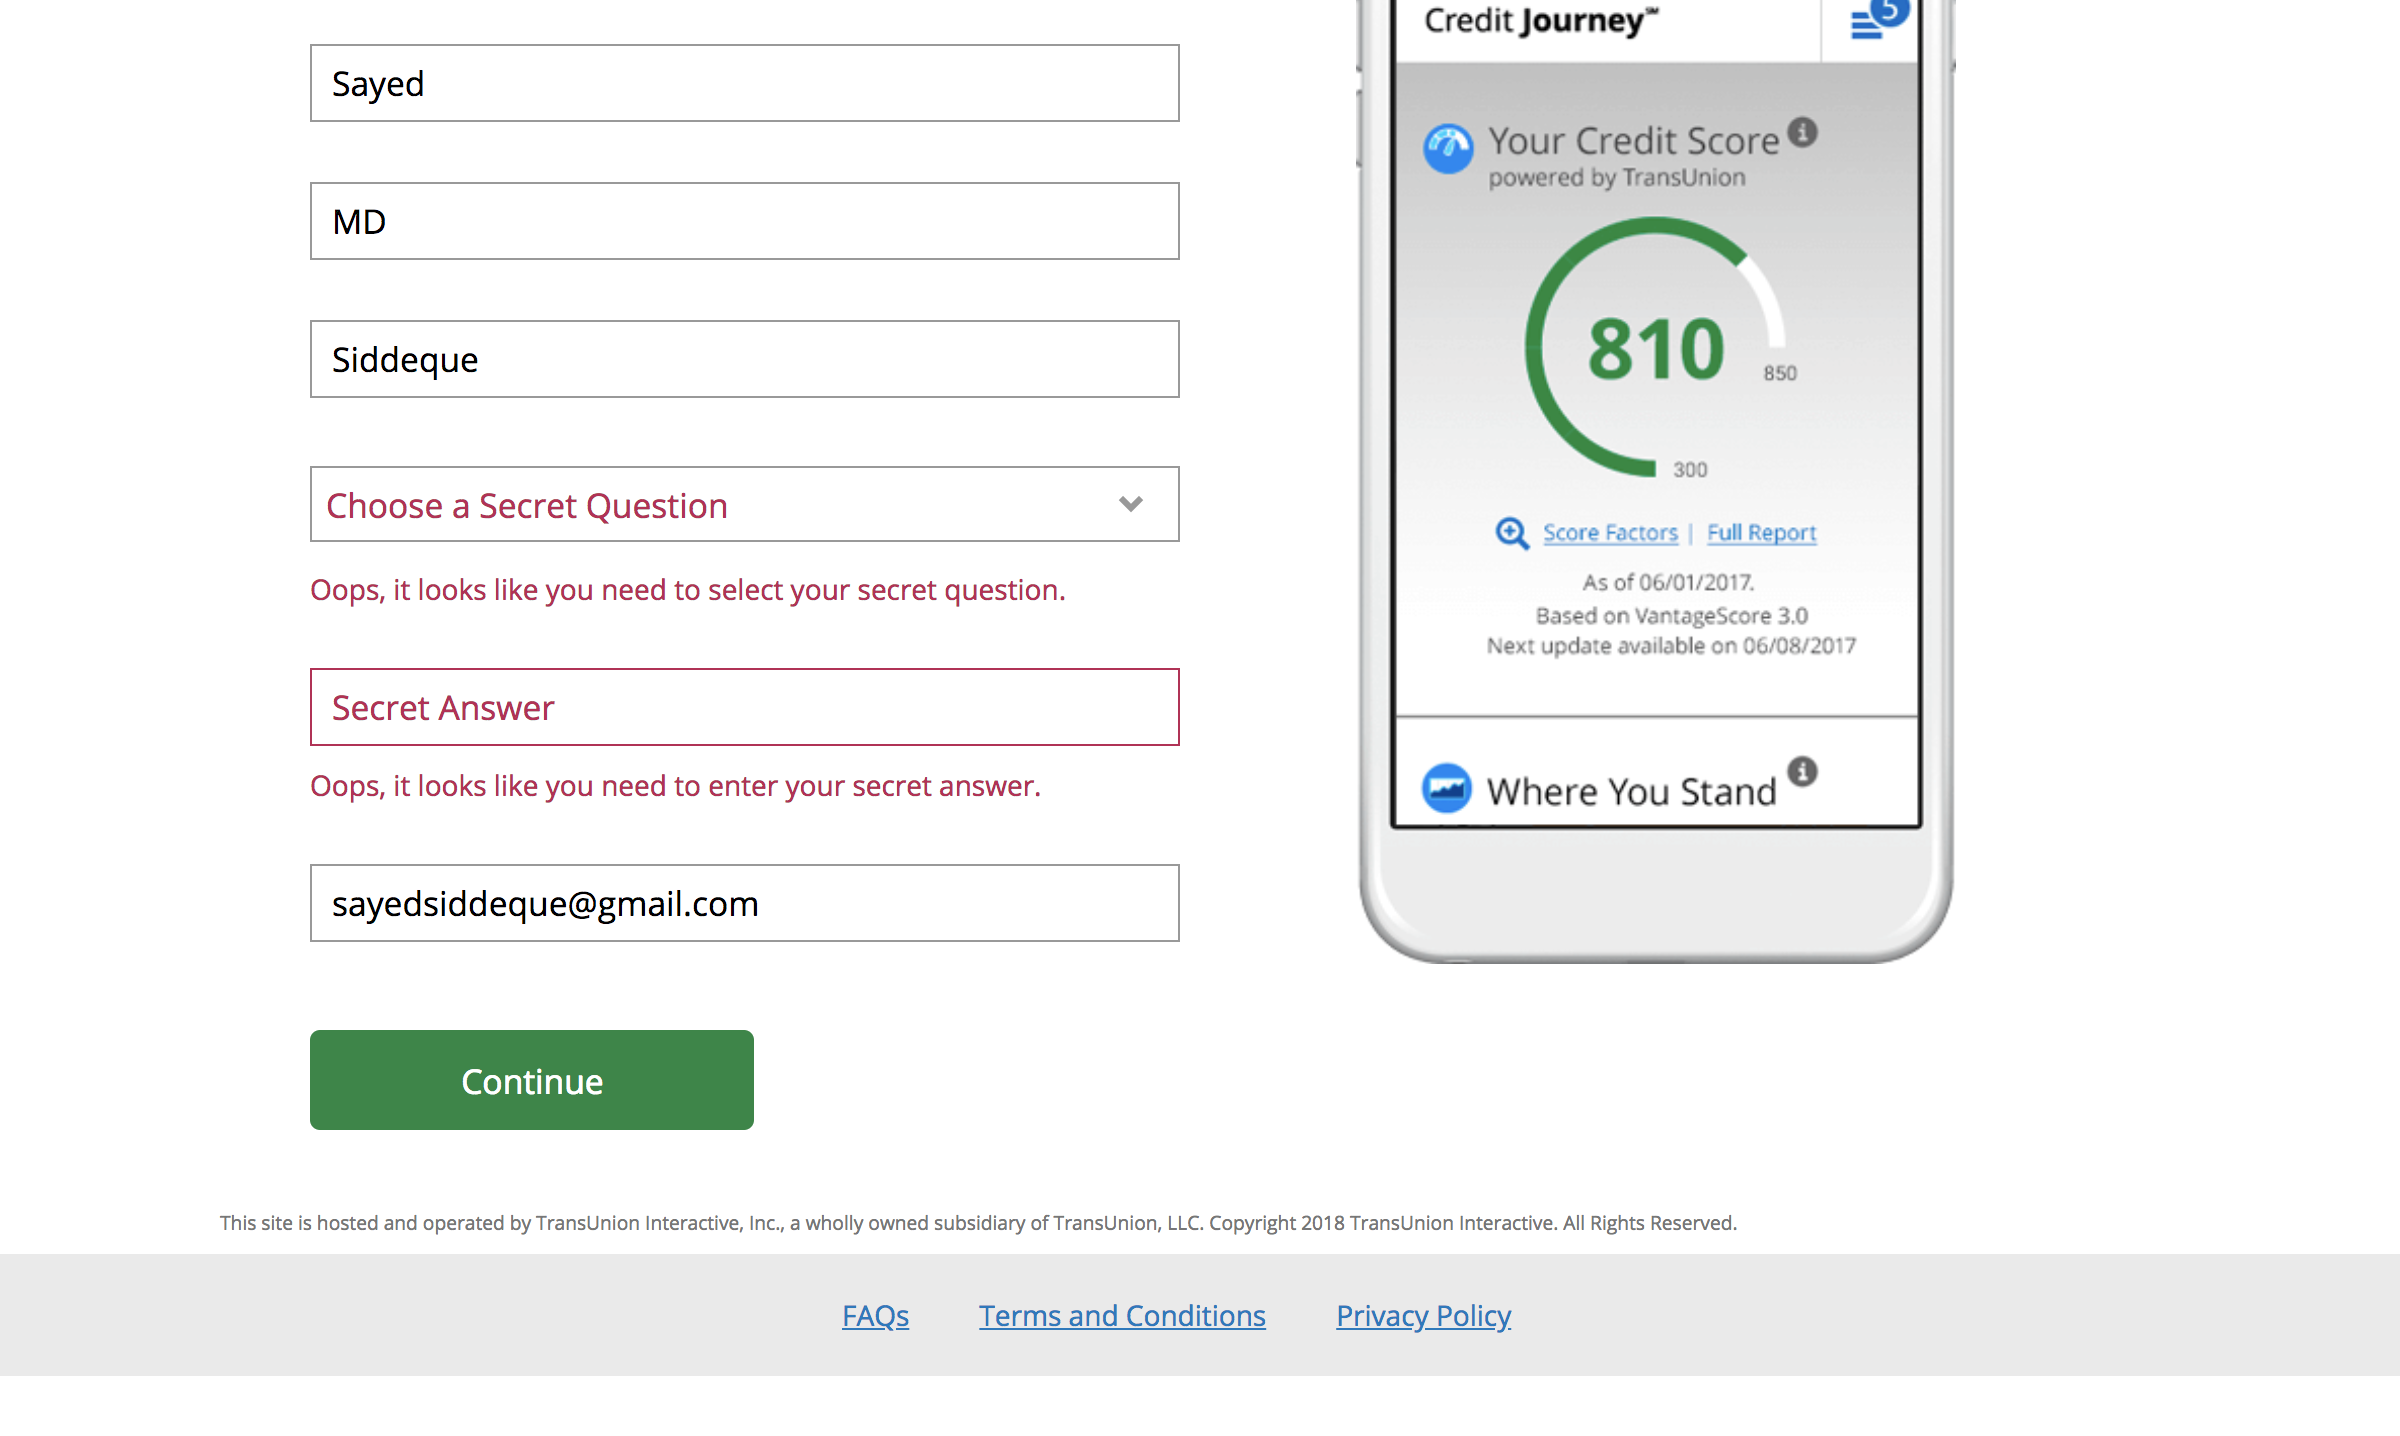 Sayed
MD
Siddeque
Choose a Secret Question
Oops, it looks like you need to select your secret question.
Secret Answer
Oops, it looks like you need to enter your secret answer.
sayedsiddeque@gmail.com
Continue
Credit Journey℠
5
Your Credit Score
powered by TransUnion
810
850
300
Score Factors | Full Report
As of 06/01/2017.
Based on VantageScore 3.0
Next update available on 06/08/2017
Where You Stand
This site is hosted and operated by TransUnion Interactive, Inc., a wholly owned subsidiary of TransUnion, LLC. Copyright 2018 TransUnion Interactive. All Rights Reserved.
FAQs Terms and Conditions Privacy Policy